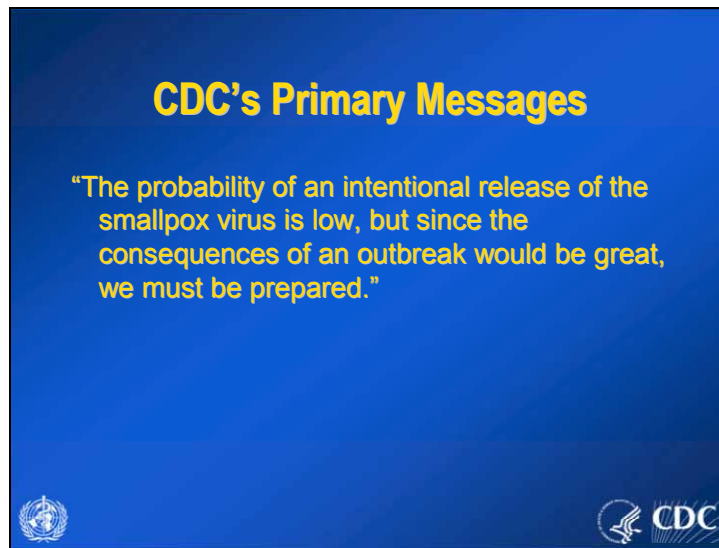 CDC’s Primary Messages
“The probability of an intentional release of the
smallpox virus is low, but since the
consequences of an outbreak would be great,
we must be prepared.”
CDC